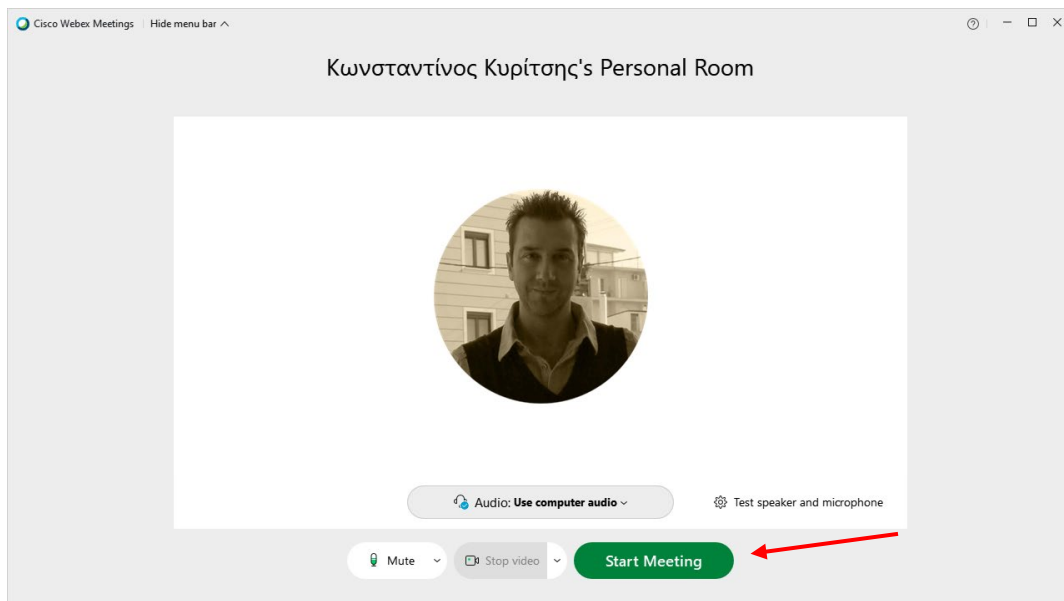 Cisco Webex Meetings Hide menu bar
Κωνσταντίνος Κυρίτσης's Personal Room
Audio: Use computer audio
Test speaker and microphone
Mute
Stop video
Start Meeting